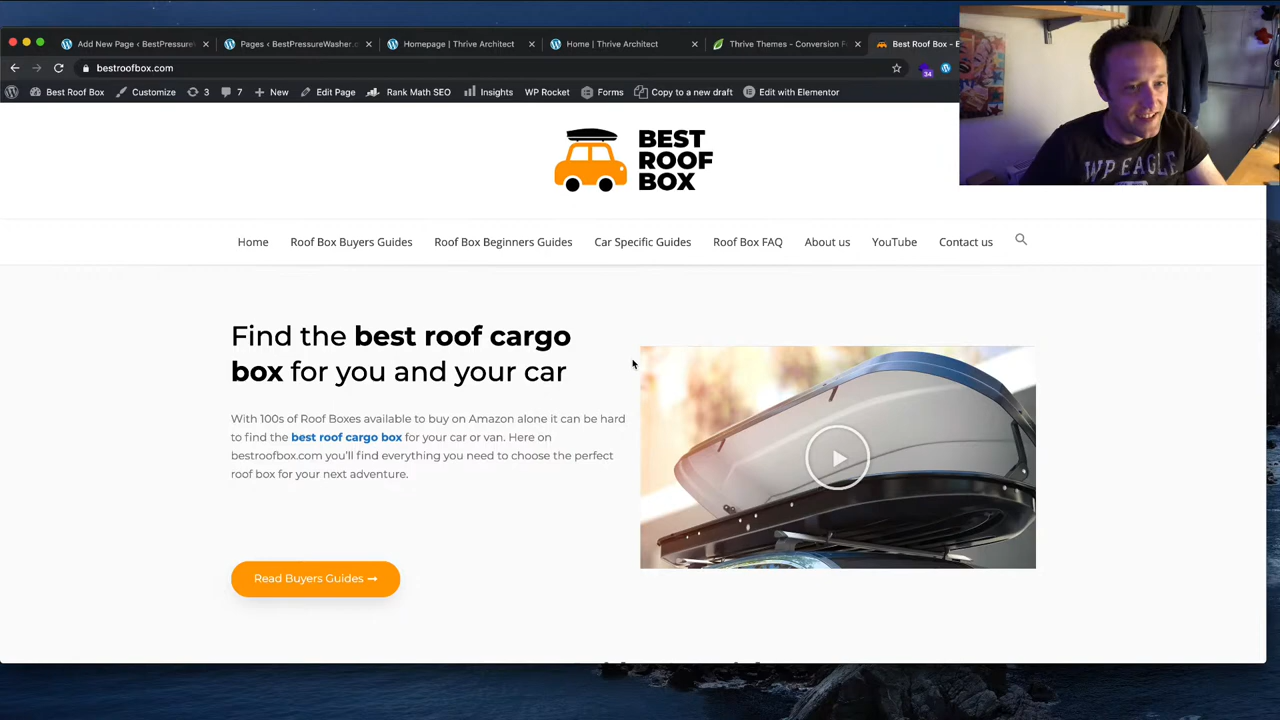 Add New Page ‹ BestPressure
Pages ‹ BestPressureWasher.
Homepage | Thrive Architect
Home | Thrive Architect
Thrive Themes - Conversion F
Best Roof Box - E
bestroofbox.com
34
Best Roof Box
Customize
3
7
New
Edit Page
Rank Math SEO
Insights
WP Rocket
Forms
Copy to a new draft
Edit with Elementor
WP EAGLE
BEST
ROOF
BOX
Home
Roof Box Buyers Guides
Roof Box Beginners Guides
Car Specific Guides
Roof Box FAQ
About us
YouTube
Contact us
Find the best roof cargo
box for you and your car
With 100s of Roof Boxes available to buy on Amazon alone it can be hard
to find the best roof cargo box for your car or van. Here on
bestroofbox.com you'll find everything you need to choose the perfect
roof box for your next adventure.
Read Buyers Guides →